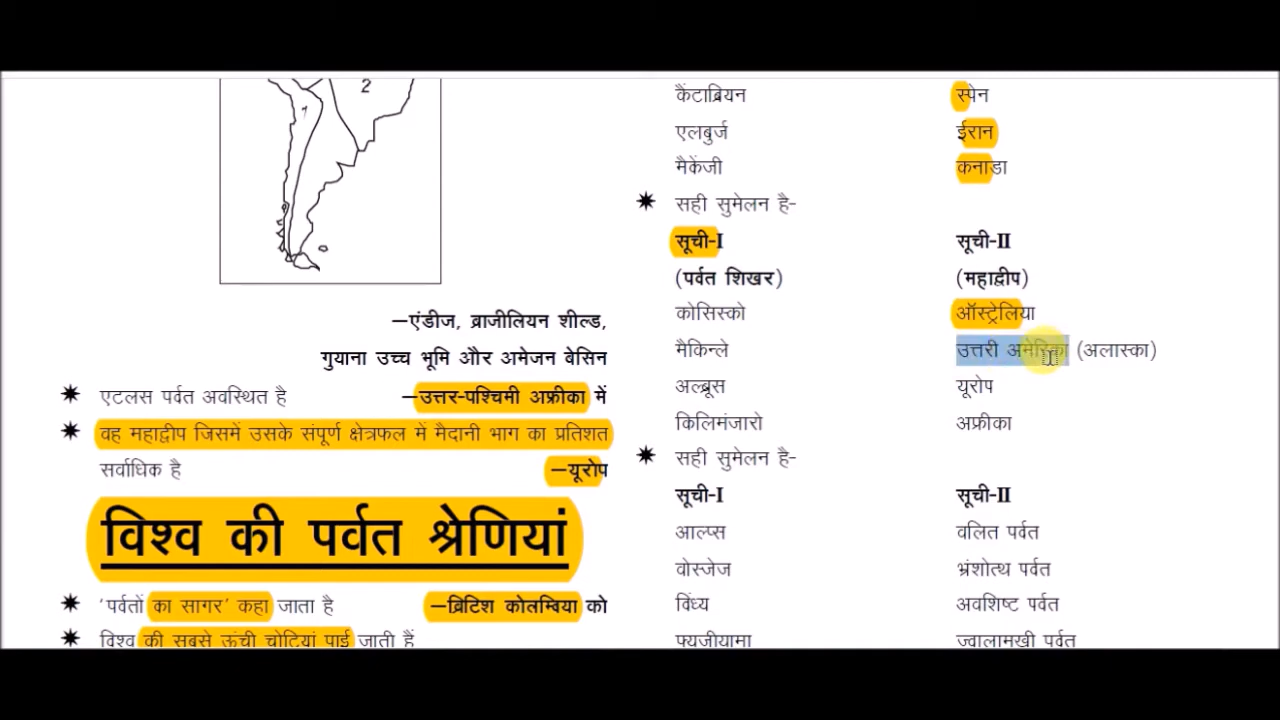 2
1
—एंडीज, ब्राजीलियन शील्ड,
गुयाना उच्च भूमि और अमेजन बेसिन
✷ एटलस पर्वत अवस्थित है —उत्तर-पश्चिमी अफ्रीका में
✷ वह महाद्वीप जिसमें उसके संपूर्ण क्षेत्रफल में मैदानी भाग का प्रतिशत
सर्वाधिक है —यूरोप
विश्व की पर्वत श्रेणियां
✷ 'पर्वतों का सागर' कहा जाता है —ब्रिटिश कोलम्बिया को
✷ विश्व की सबसे ऊंची चोटियां पाई जाती हैं
कैंटाब्रियन स्पेन
एलबुर्ज ईरान
मैकेंजी कनाडा
✷ सही सुमेलन है-
सूची-I सूची-II
(पर्वत शिखर) (महाद्वीप)
कोसिस्को ऑस्ट्रेलिया
मैकिन्ले उत्तरी अमेरिका (अलास्का)
अल्ब्रूस यूरोप
किलिमंजारो अफ्रीका
✷ सही सुमेलन है-
सूची-I सूची-II
आल्प्स वलित पर्वत
वोस्जेज भ्रंशोत्थ पर्वत
विंध्य अवशिष्ट पर्वत
फ्यूजीयामा ज्वालामुखी पर्वत